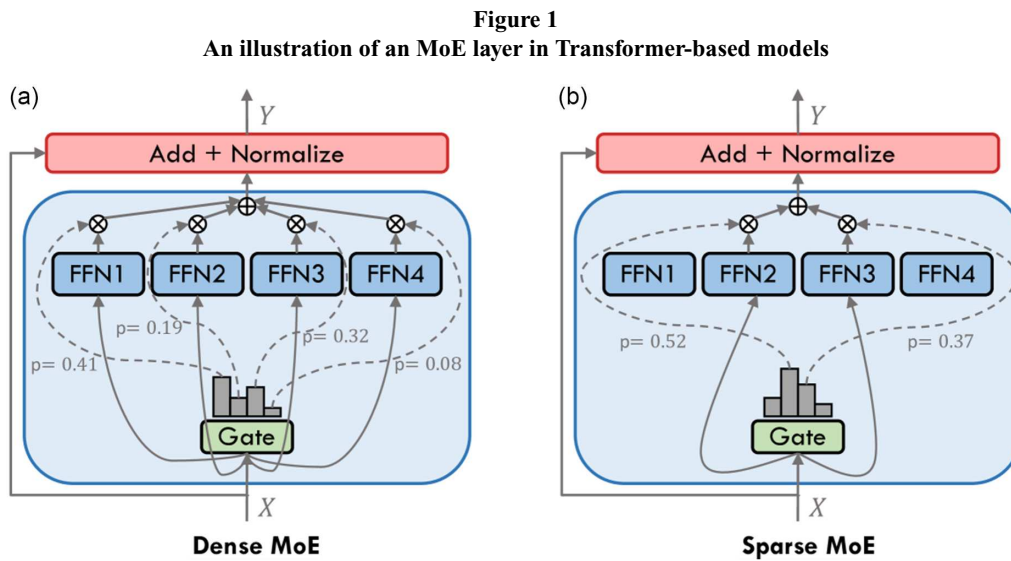 Figure 1
An illustration of an MoE layer in Transformer-based models
(a)
Y
Add + Normalize
FFN1 FFN2 FFN3 FFN4
p= 0.19
p= 0.32
p= 0.41
p= 0.08
Gate
X
Dense MoE
(b)
Y
Add + Normalize
FFN1 FFN2 FFN3 FFN4
p= 0.52
p= 0.37
Gate
X
Sparse MoE